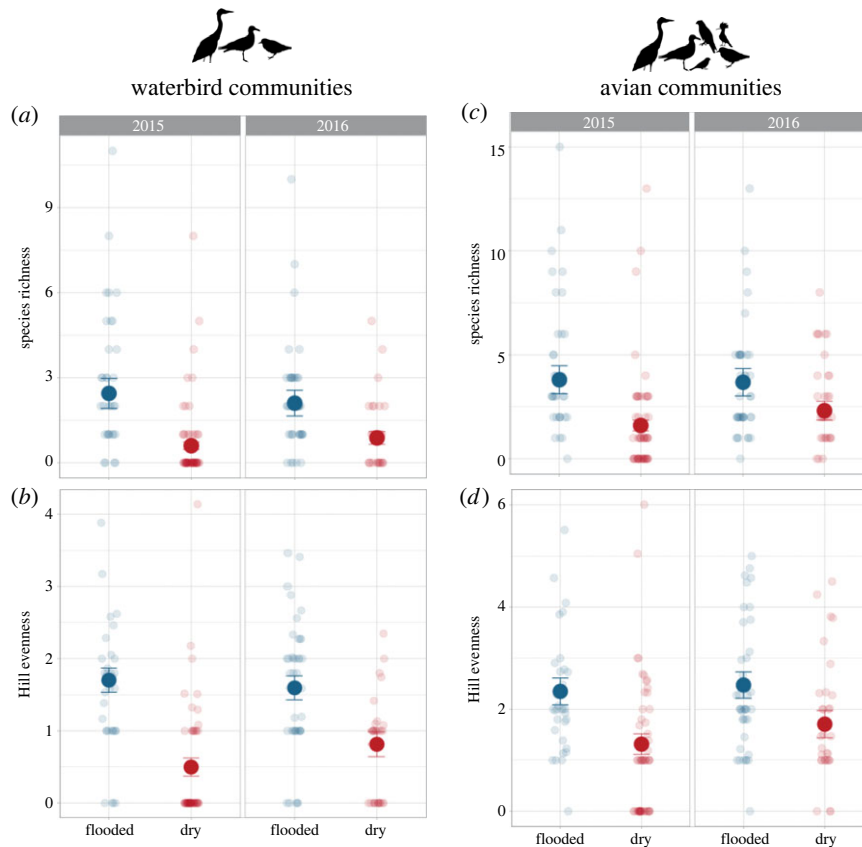 waterbird communities
avian communities
(a)
2015
2016
9
6
3
0
species richness
(b)
4
3
2
1
0
Hill evenness
flooded
dry
flooded
dry
(c)
2015
2016
15
10
5
0
species richness
(d)
6
4
2
0
Hill evenness
flooded
dry
flooded
dry